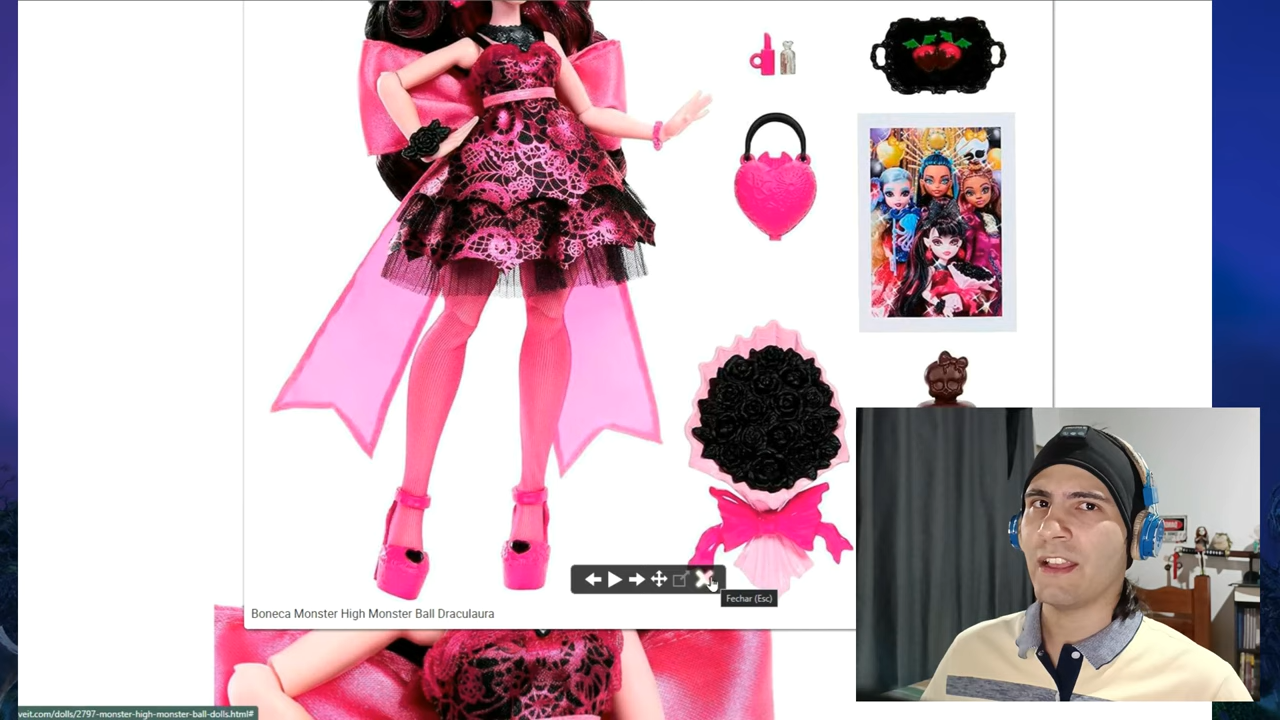 Fechar (Esc)
Boneca Monster High Monster Ball Draculaura
veit.com/dolls/2797-monster-high-monster-ball-dolls.html#